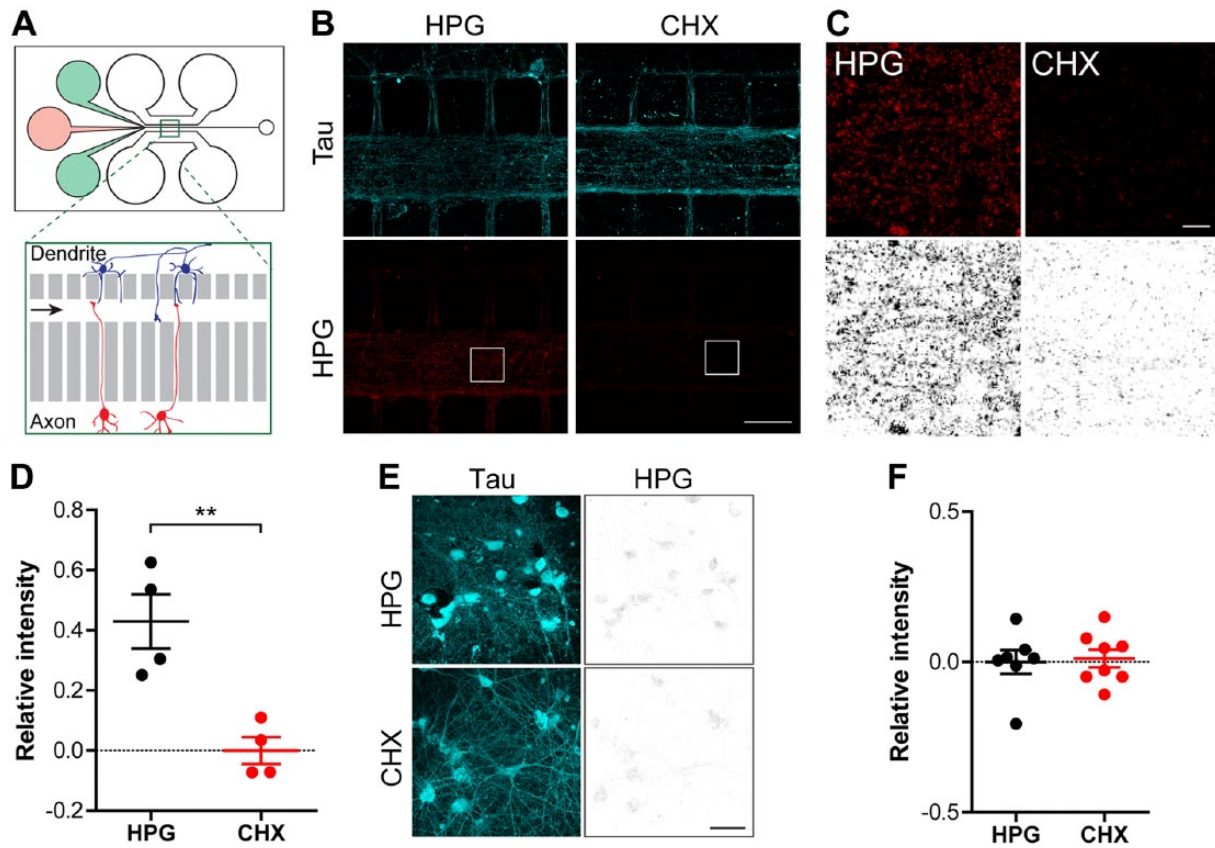 A
Dendrite
Axon
B
HPG CHX
Tau
HPG
C
HPG CHX
D
Relative intensity
0.8
0.6
0.4
0.2
0.0
-0.2
**
HPG CHX
E
Tau HPG
HPG
CHX
F
Relative intensity
0.5
0.0
-0.5
HPG CHX